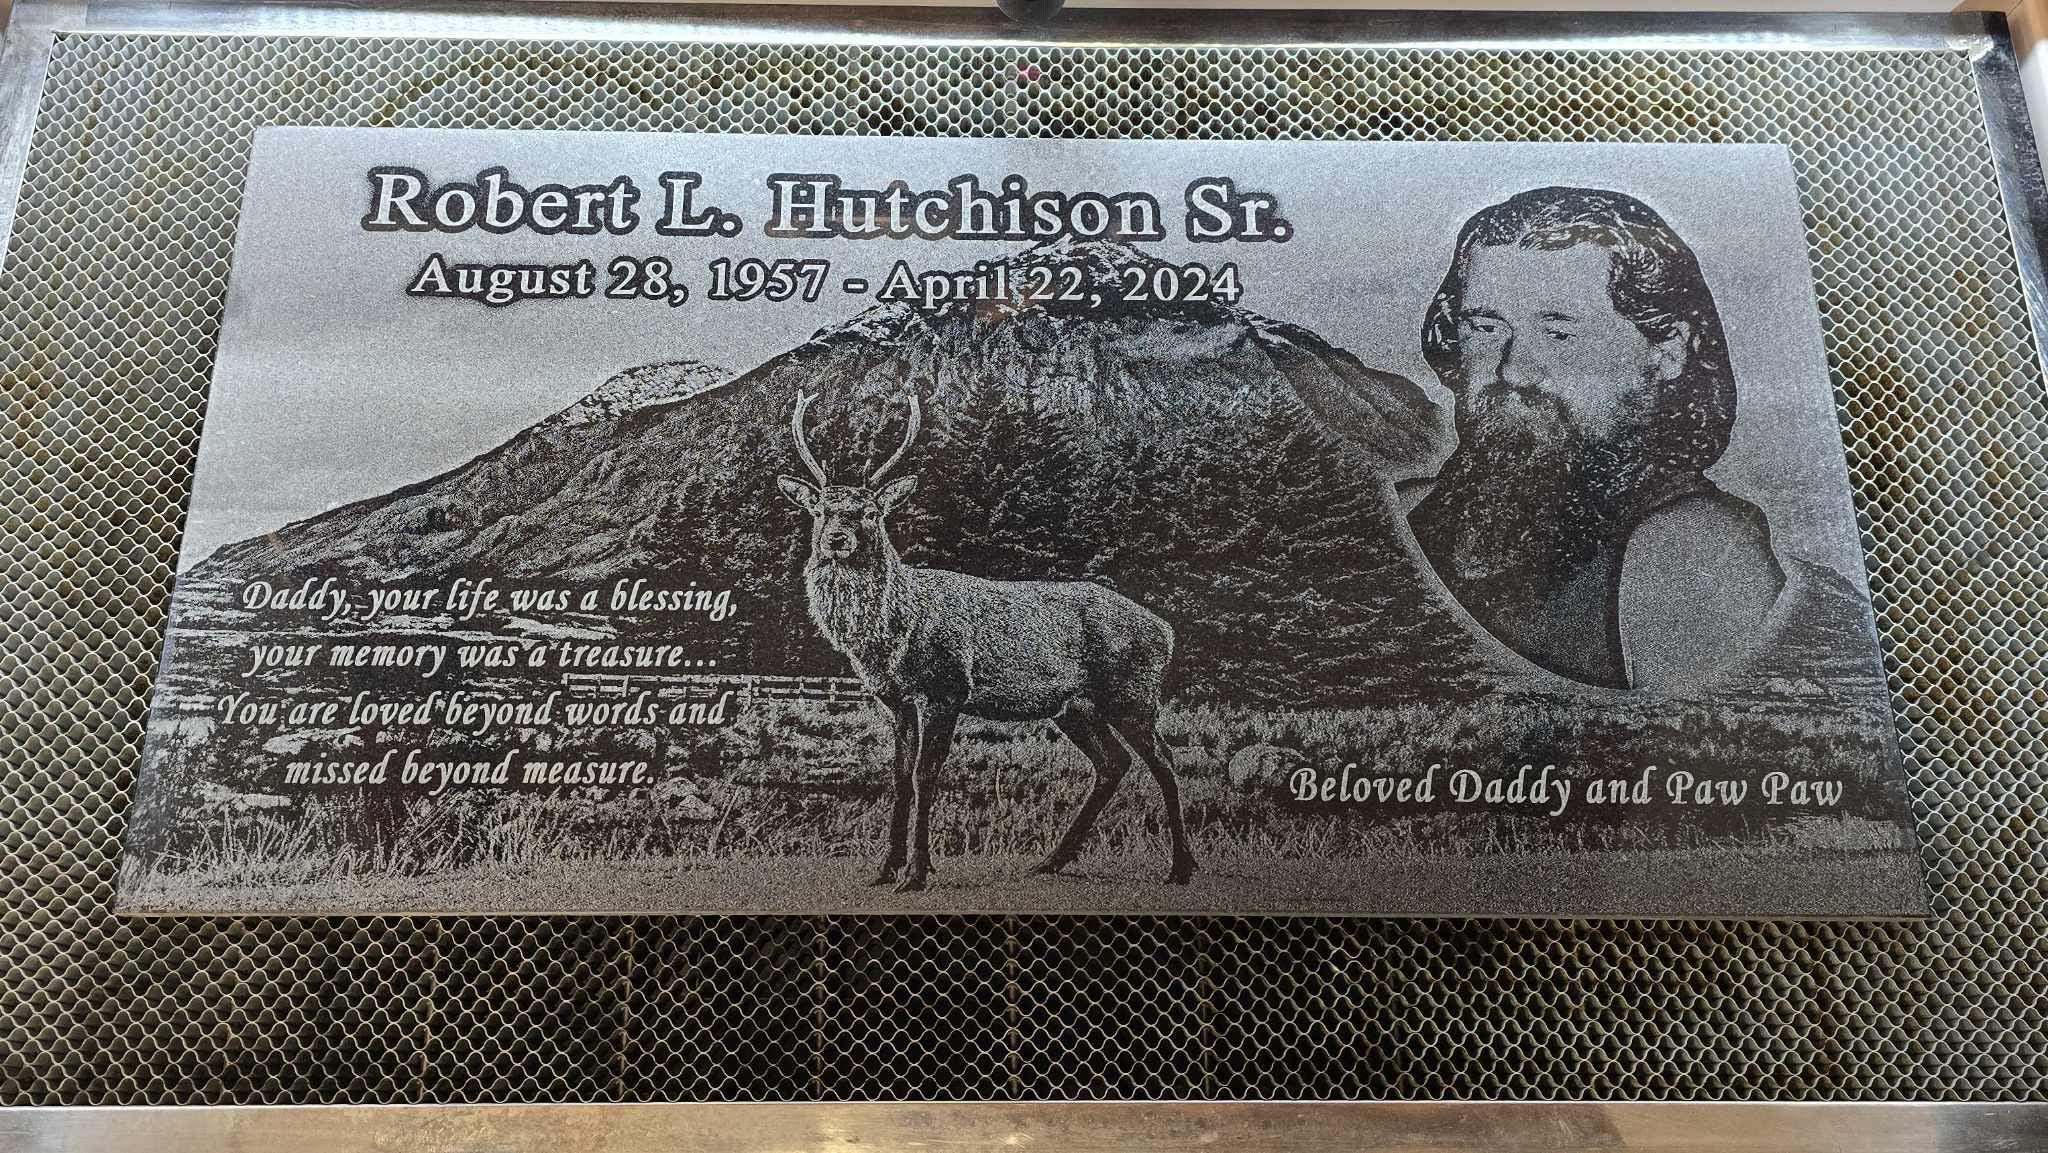 Robert L. Hutchison Sr.
August 28, 1957 - April 22, 2024
Daddy, your life was a blessing,
your memory was a treasure...
You are loved beyond words and
missed beyond measure.
Beloved Daddy and Paw Paw